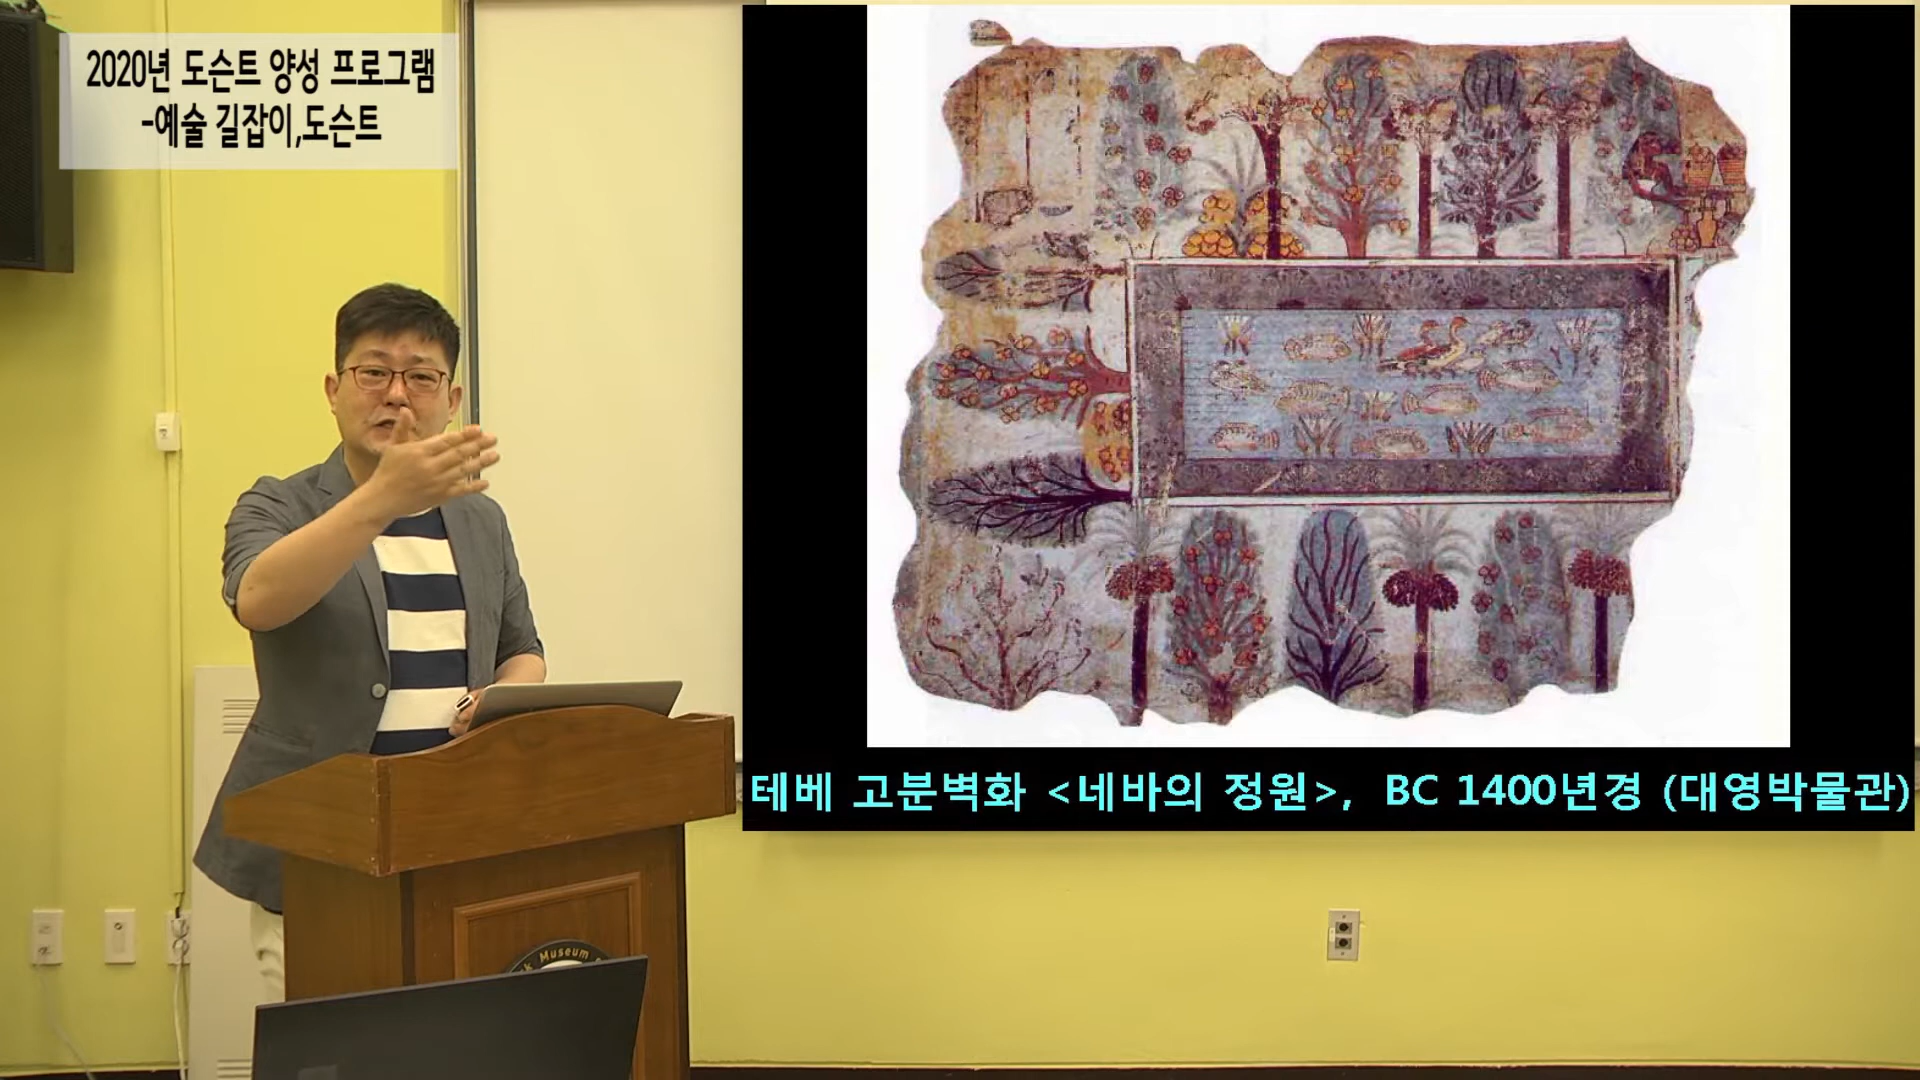 2020년 도슨트 양성 프로그램
-예술 길잡이,도슨트
테베 고분벽화 <네바의 정원>, BC 1400년경 (대영박물관)
Museum